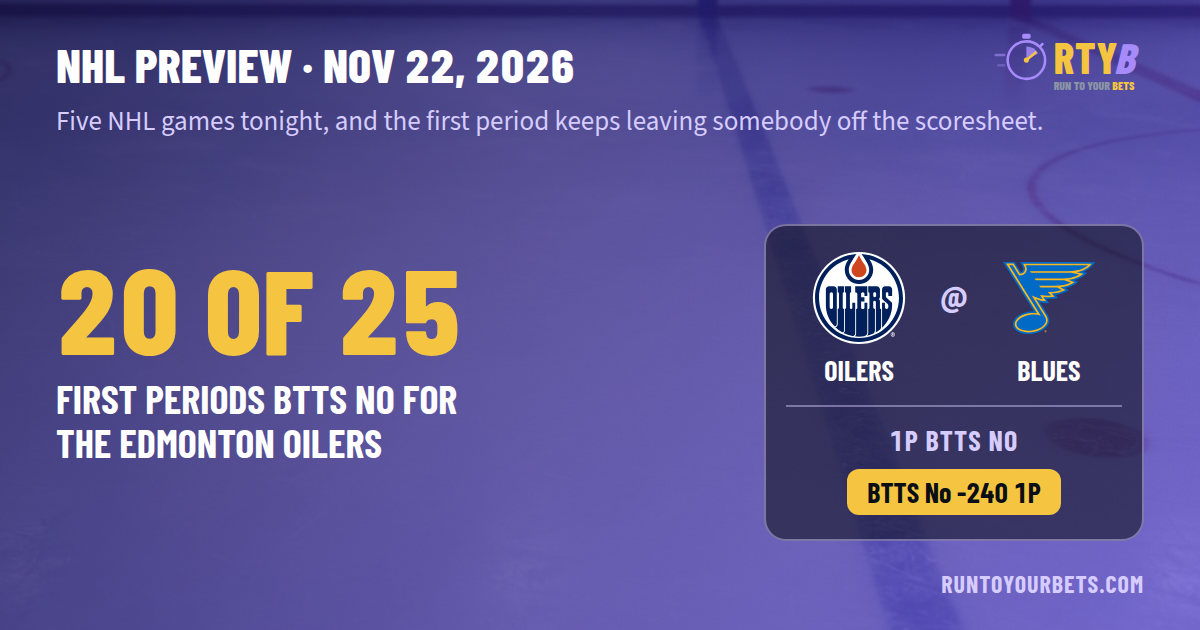 NHL PREVIEW · NOV 22, 2026
RTYB
RUN TO YOUR BETS
Five NHL games tonight, and the first period keeps leaving somebody off the scoresheet.
20 OF 25
FIRST PERIODS BTTS NO FOR
THE EDMONTON OILERS
OILERS
@
OILERS
BLUES
1P BTTS NO
BTTS No -240 1P
RUNTOYOURBETS.COM